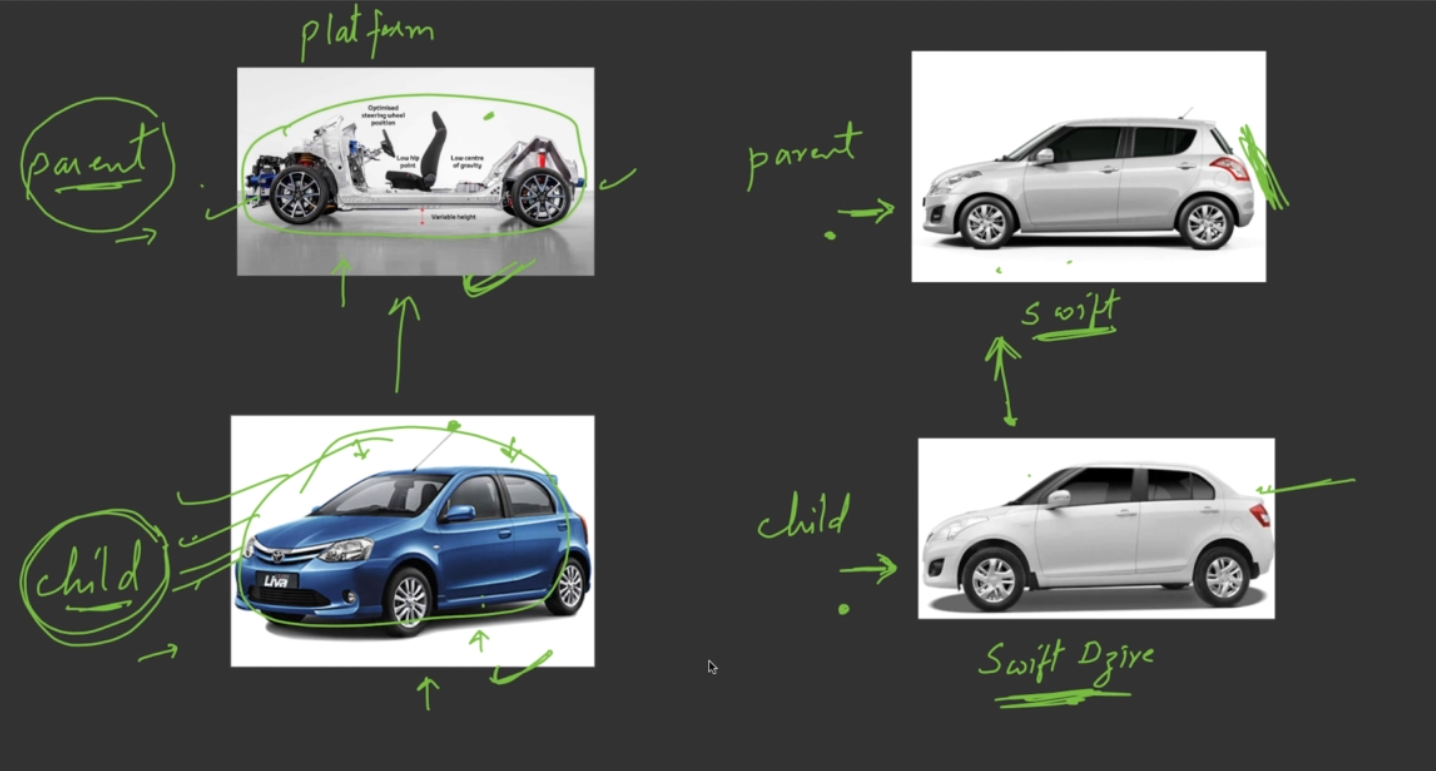 platform
parent
Optimised
steering wheel
position
Low hip
point
Low centre
of gravity
Variable height
parent
swift
child
Liva
child
Swift Dzire